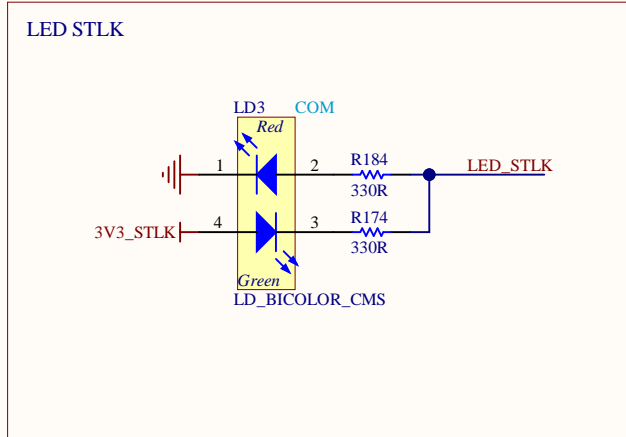 LED STLK
LD3 COM
Red
1 2 R184 LED_STLK
330R
R174
3V3_STLK 4 3
330R
Green
LD_BICOLOR_CMS